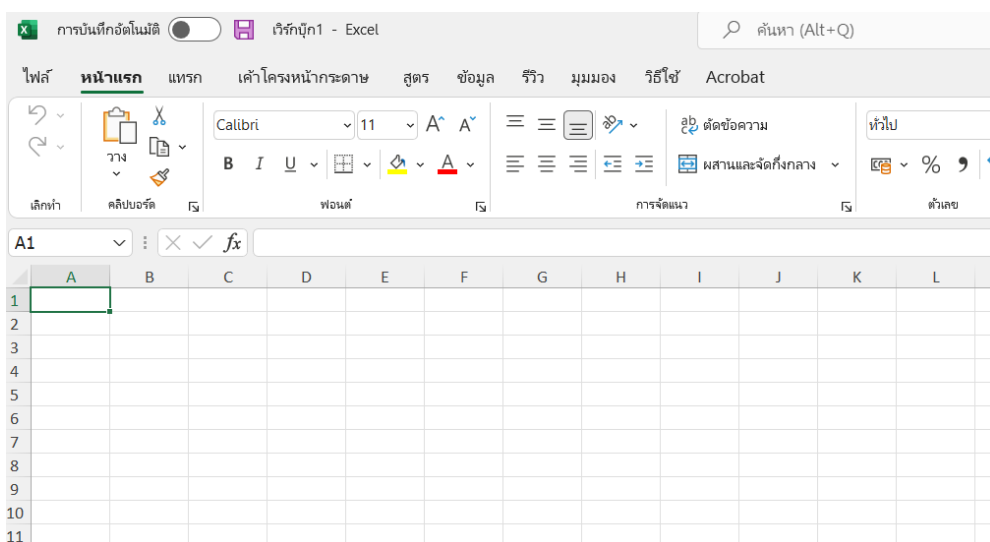 การบันทึกอัตโนมัติ เวิร์กบุ๊ก1 - Excel ค้นหา (Alt+Q)
ไฟล์ หน้าแรก แทรก เค้าโครงหน้ากระดาษ สูตร ข้อมูล รีวิว มุมมอง วิธีใช้ Acrobat
Calibri 11 A A ab ตัดข้อความ ทั่วไป
วาง B I U A ผสานและจัดกึ่งกลาง % 9
เลิกทำ คลิปบอร์ด ฟอนต์ การจัดแนว ตัวเลข
A1 fx
A B C D E F G H I J K L
1
2
3
4
5
6
7
8
9
10
11